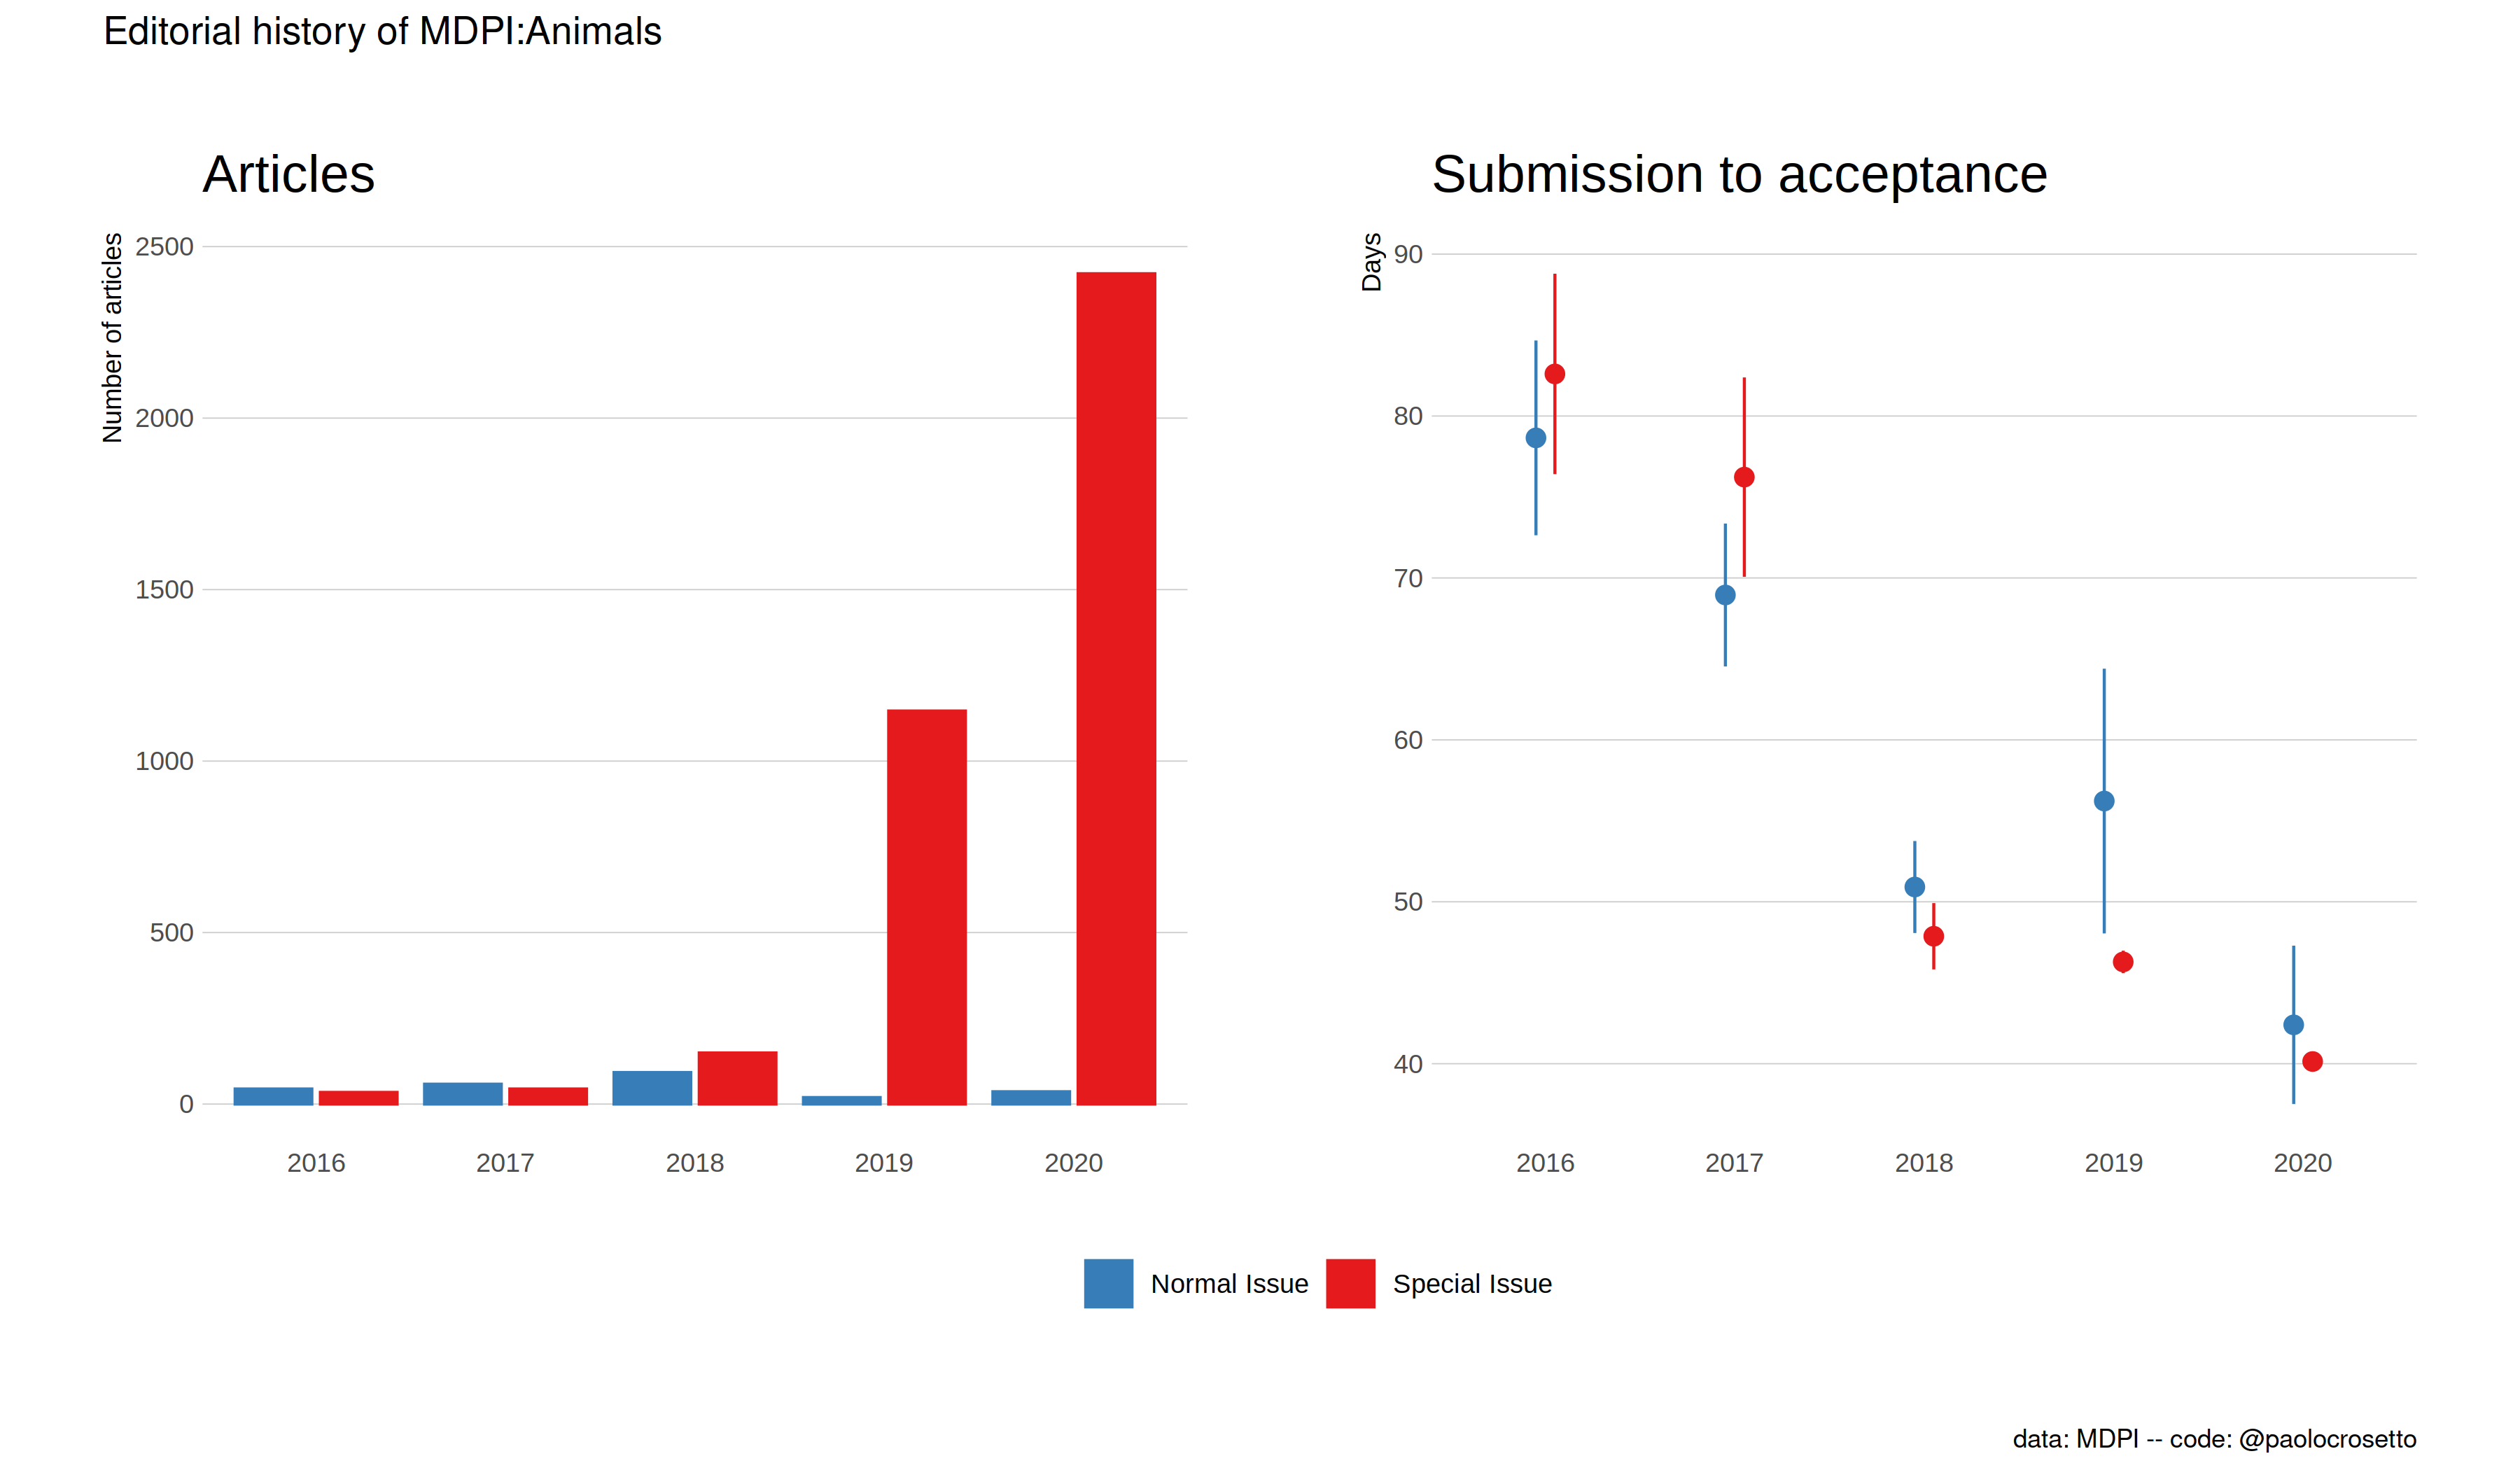 Editorial history of MDPI:Animals
Articles
Number of articles
2500
2000
1500
1000
500
0
2016 2017 2018 2019 2020
Submission to acceptance
Days
90
80
70
60
50
40
2016 2017 2018 2019 2020
Normal Issue Special Issue
data: MDPI -- code: @paolocrosetto